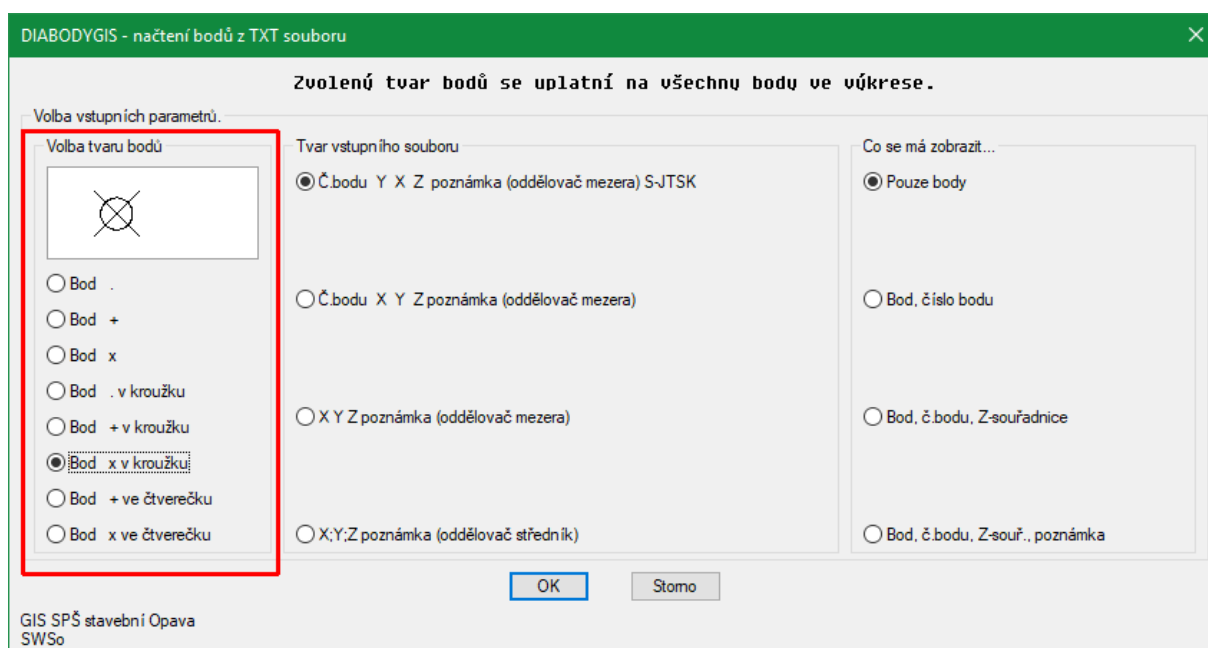 DIABODYGIS - načtení bodů z TXT souboru
Zvolený tvar bodů se uplatní na všechny body ve výkrese.
Volba vstupních parametrů.
Volba tvaru bodů
Bod .
Bod +
Bod x
Bod . v kroužku
Bod + v kroužku
Bod x v kroužku
Bod + ve čtverečku
Bod x ve čtverečku
Tvar vstupního souboru
Č.bodu Y X Z poznámka (oddělovač mezera) S-JTSK
Č.bodu X Y Z poznámka (oddělovač mezera)
X Y Z poznámka (oddělovač mezera)
X;Y;Z poznámka (oddělovač středník)
Co se má zobrazit...
Pouze body
Bod, číslo bodu
Bod, č.bodu, Z-souřadnice
Bod, č.bodu, Z-souř., poznámka
OK
Storno
GIS SPŠ stavební Opava
SWSo